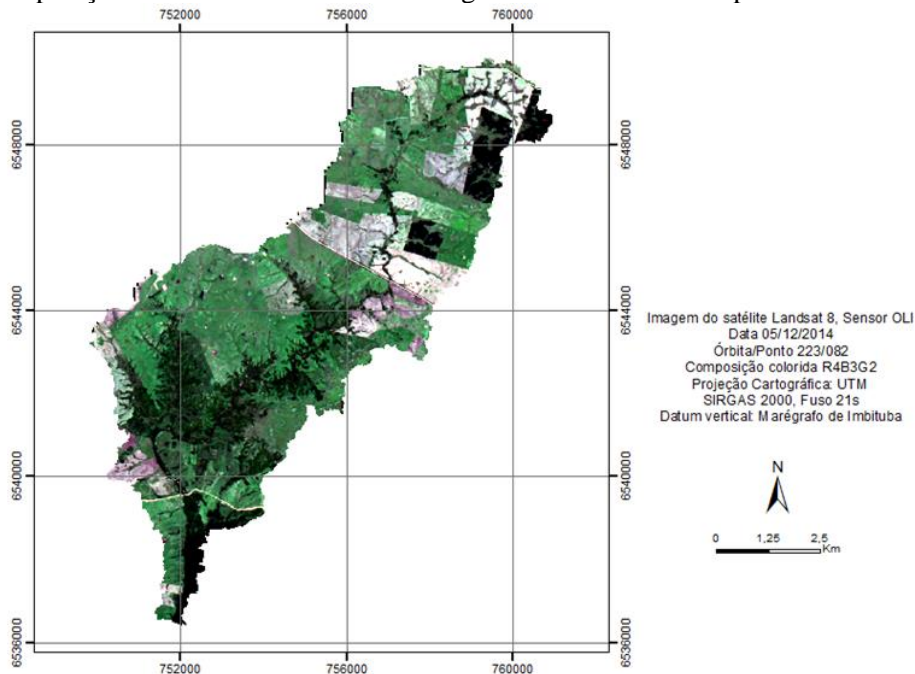 752000 756000 760000
6548000 6548000
6544000 6544000
Imagem do satélite Landsat 8, Sensor OLI
Data 05/12/2014
Órbita/Ponto 223/082
Composição colorida R4B3G2
Projeção Cartográfica: UTM
SIRGAS 2000, Fuso 21s
Datum vertical: Marégrafo de Imbituba
6540000 6540000
N
0 1,25 2,5
Km
6536000 6536000
752000 756000 760000